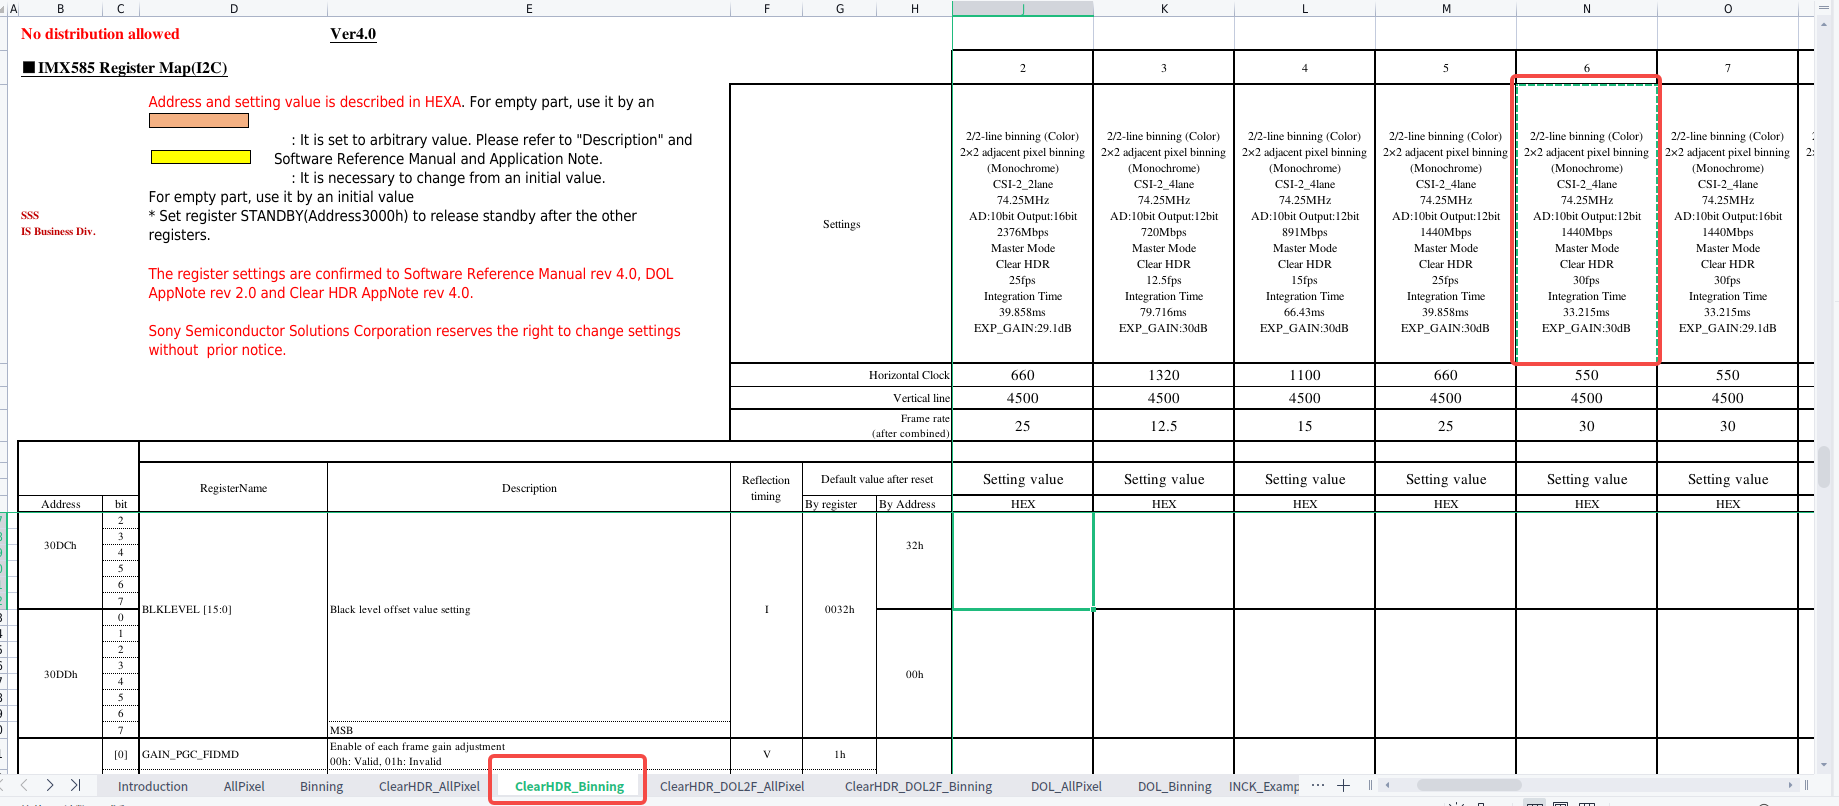 A B C D E F G H J K L M N O
No distribution allowed Ver4.0
■IMX585 Register Map(I2C) 2 3 4 5 6 7
Address and setting value is described in HEXA. For empty part, use it by an
: It is set to arbitrary value. Please refer to "Description" and
Software Reference Manual and Application Note.
: It is necessary to change from an initial value.
For empty part, use it by an initial value
* Set register STANDBY(Address3000h) to release standby after the other
registers.
SSS
IS Business Div.
The register settings are confirmed to Software Reference Manual rev 4.0, DOL
AppNote rev 2.0 and Clear HDR AppNote rev 4.0.
Sony Semiconductor Solutions Corporation reserves the right to change settings
without prior notice.
Settings
2/2-line binning (Color)
2×2 adjacent pixel binning
(Monochrome)
CSI-2_2lane
74.25MHz
AD:10bit Output:16bit
2376Mbps
Master Mode
Clear HDR
25fps
Integration Time
39.858ms
EXP_GAIN:29.1dB
2/2-line binning (Color)
2×2 adjacent pixel binning
(Monochrome)
CSI-2_4lane
74.25MHz
AD:10bit Output:12bit
720Mbps
Master Mode
Clear HDR
12.5fps
Integration Time
79.716ms
EXP_GAIN:30dB
2/2-line binning (Color)
2×2 adjacent pixel binning
(Monochrome)
CSI-2_4lane
74.25MHz
AD:10bit Output:12bit
891Mbps
Master Mode
Clear HDR
15fps
Integration Time
66.43ms
EXP_GAIN:30dB
2/2-line binning (Color)
2×2 adjacent pixel binning
(Monochrome)
CSI-2_4lane
74.25MHz
AD:10bit Output:12bit
1440Mbps
Master Mode
Clear HDR
25fps
Integration Time
39.858ms
EXP_GAIN:30dB
2/2-line binning (Color)
2×2 adjacent pixel binning
(Monochrome)
CSI-2_4lane
74.25MHz
AD:10bit Output:12bit
1440Mbps
Master Mode
Clear HDR
30fps
Integration Time
33.215ms
EXP_GAIN:30dB
2/2-line binning (Color)
2×2 adjacent pixel binning
(Monochrome)
CSI-2_4lane
74.25MHz
AD:10bit Output:16bit
1440Mbps
Master Mode
Clear HDR
30fps
Integration Time
33.215ms
EXP_GAIN:29.1dB
Horizontal Clock 660 1320 1100 660 550 550
Vertical line 4500 4500 4500 4500 4500 4500
Frame rate
(after combined) 25 12.5 15 25 30 30
Address bit RegisterName Description Reflection
timing Default value after reset
By register By Address
Setting value Setting value Setting value Setting value Setting value Setting value
HEX HEX HEX HEX HEX HEX
30DCh 32h
2
3
4
5
6
7
BLKLEVEL [15:0] Black level offset value setting I 0032h
30DDh 00h
0
1
2
3
4
5
6
7 MSB
[0] GAIN_PGC_FIDMD Enable of each frame gain adjustment
00h: Valid, 01h: Invalid V 1h
Introduction AllPixel Binning ClearHDR_AllPixel ClearHDR_Binning ClearHDR_DOL2F_AllPixel ClearHDR_DOL2F_Binning DOL_AllPixel DOL_Binning INCK_Examp ··· +